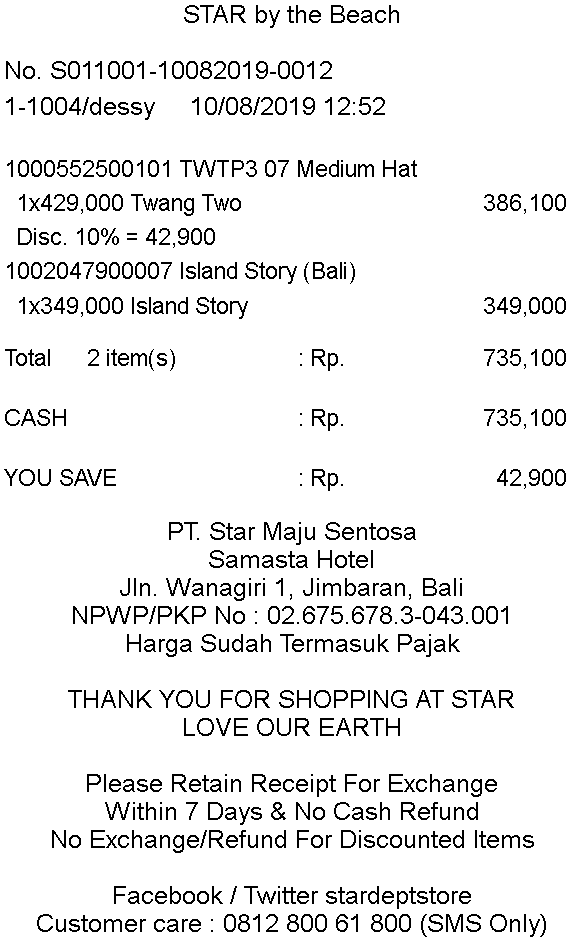 STAR by the Beach
No. S011001-10082019-0012
1-1004/dessy 10/08/2019 12:52
1000552500101 TWTP3 07 Medium Hat
1x429,000 Twang Two 386,100
Disc. 10% = 42,900
1002047900007 Island Story (Bali)
1x349,000 Island Story 349,000
Total 2 item(s) : Rp. 735,100
CASH : Rp. 735,100
YOU SAVE : Rp. 42,900
PT. Star Maju Sentosa
Samasta Hotel
Jln. Wanagiri 1, Jimbaran, Bali
NPWP/PKP No : 02.675.678.3-043.001
Harga Sudah Termasuk Pajak
THANK YOU FOR SHOPPING AT STAR
LOVE OUR EARTH
Please Retain Receipt For Exchange
Within 7 Days & No Cash Refund
No Exchange/Refund For Discounted Items
Facebook / Twitter stardeptstore
Customer care : 0812 800 61 800 (SMS Only)